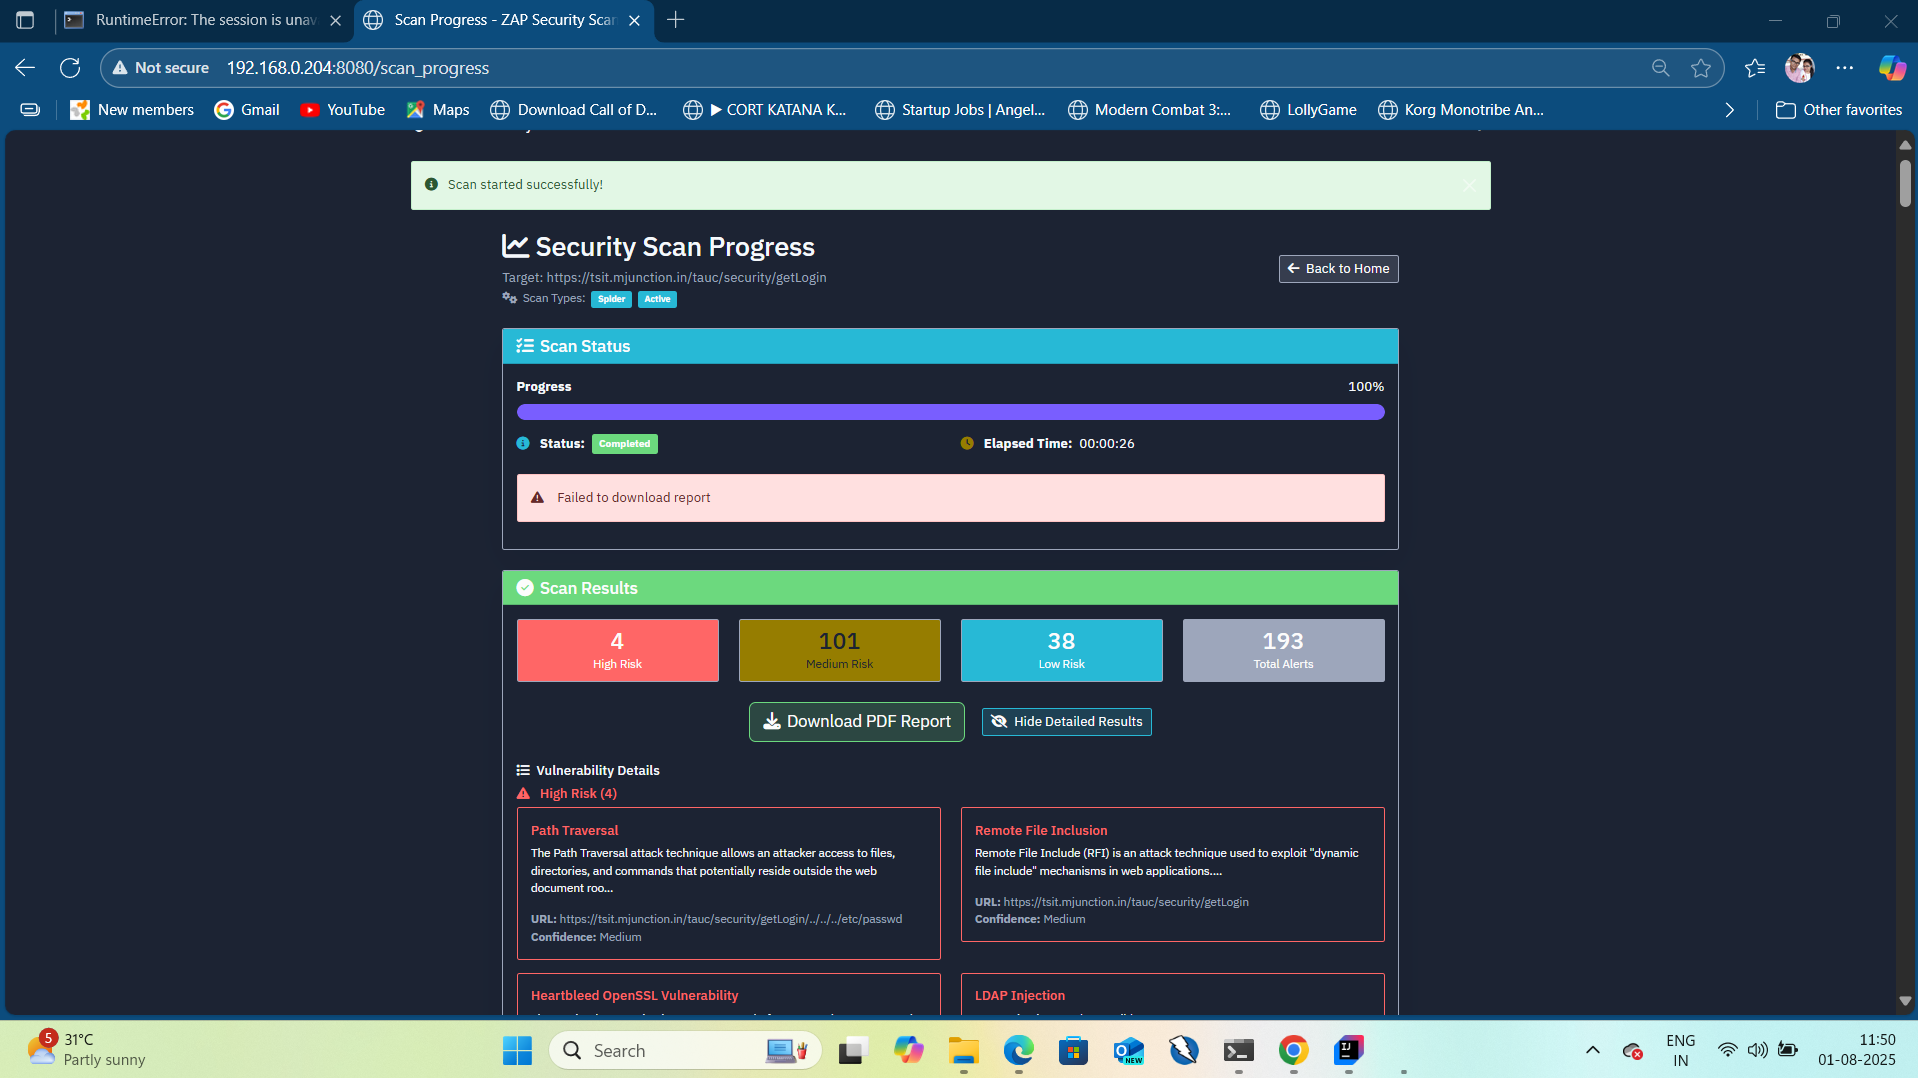 RuntimeError: The session is unav
Scan Progress - ZAP Security Scan
Not secure
192.168.0.204:8080/scan_progress
New members
Gmail
YouTube
Maps
Download Call of D...
▶ CORT KATANA K...
Startup Jobs | Angel...
Modern Combat 3:...
LollyGame
Korg Monotribe An...
Other favorites
Scan started successfully!
Security Scan Progress
Back to Home
Target: https://tsit.mjunction.in/tauc/security/getLogin
Scan Types: Spider Active
Scan Status
Progress 100%
Status: Completed
Elapsed Time: 00:00:26
Failed to download report
Scan Results
4
High Risk
101
Medium Risk
38
Low Risk
193
Total Alerts
Download PDF Report
Hide Detailed Results
Vulnerability Details
High Risk (4)
Path Traversal
The Path Traversal attack technique allows an attacker access to files,
directories, and commands that potentially reside outside the web
document roo...
URL: https://tsit.mjunction.in/tauc/security/getLogin/../../../etc/passwd
Confidence: Medium
Remote File Inclusion
Remote File Include (RFI) is an attack technique used to exploit "dynamic
file include" mechanisms in web applications....
URL: https://tsit.mjunction.in/tauc/security/getLogin
Confidence: Medium
Heartbleed OpenSSL Vulnerability
LDAP Injection
5
31°C
Partly sunny
Search
NEW
ENG
IN
11:50
01-08-2025